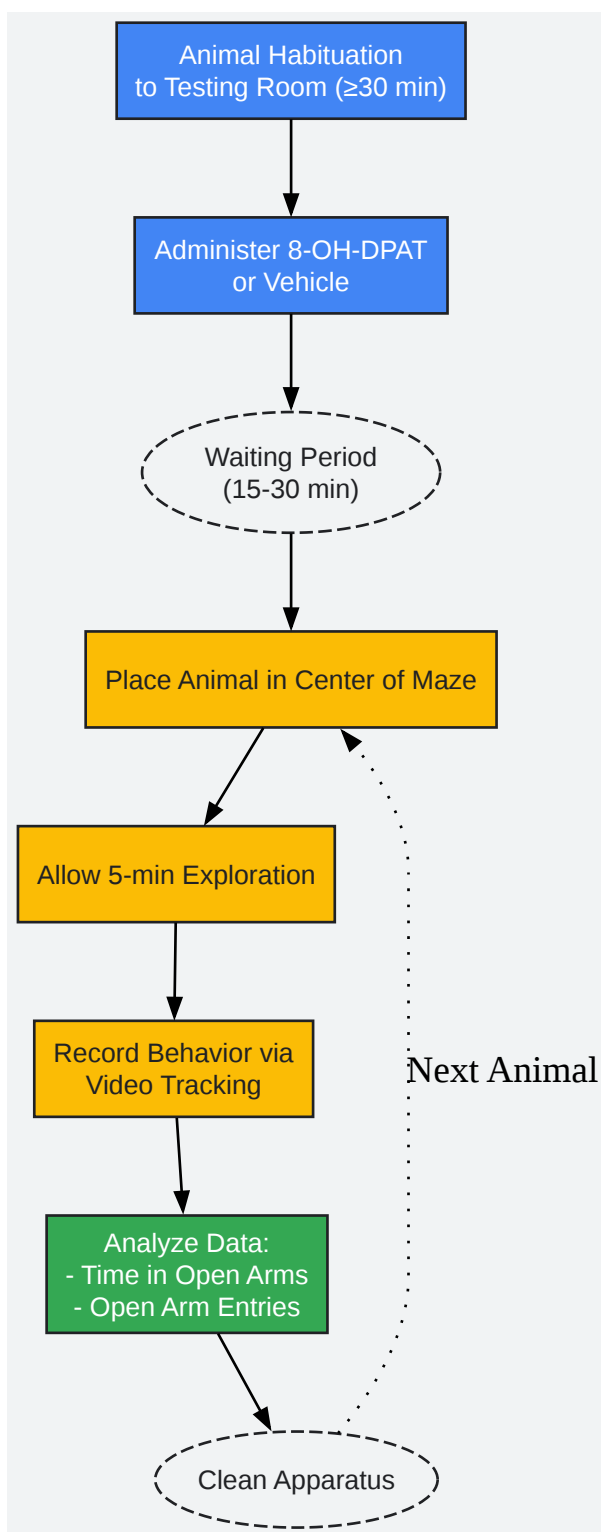 Animal Habituation
to Testing Room (≥30 min)
Administer 8-OH-DPAT
or Vehicle
Waiting Period
(15-30 min)
Place Animal in Center of Maze
Allow 5-min Exploration
Record Behavior via
Video Tracking
Next Animal
Analyze Data:
- Time in Open Arms
- Open Arm Entries
Clean Apparatus